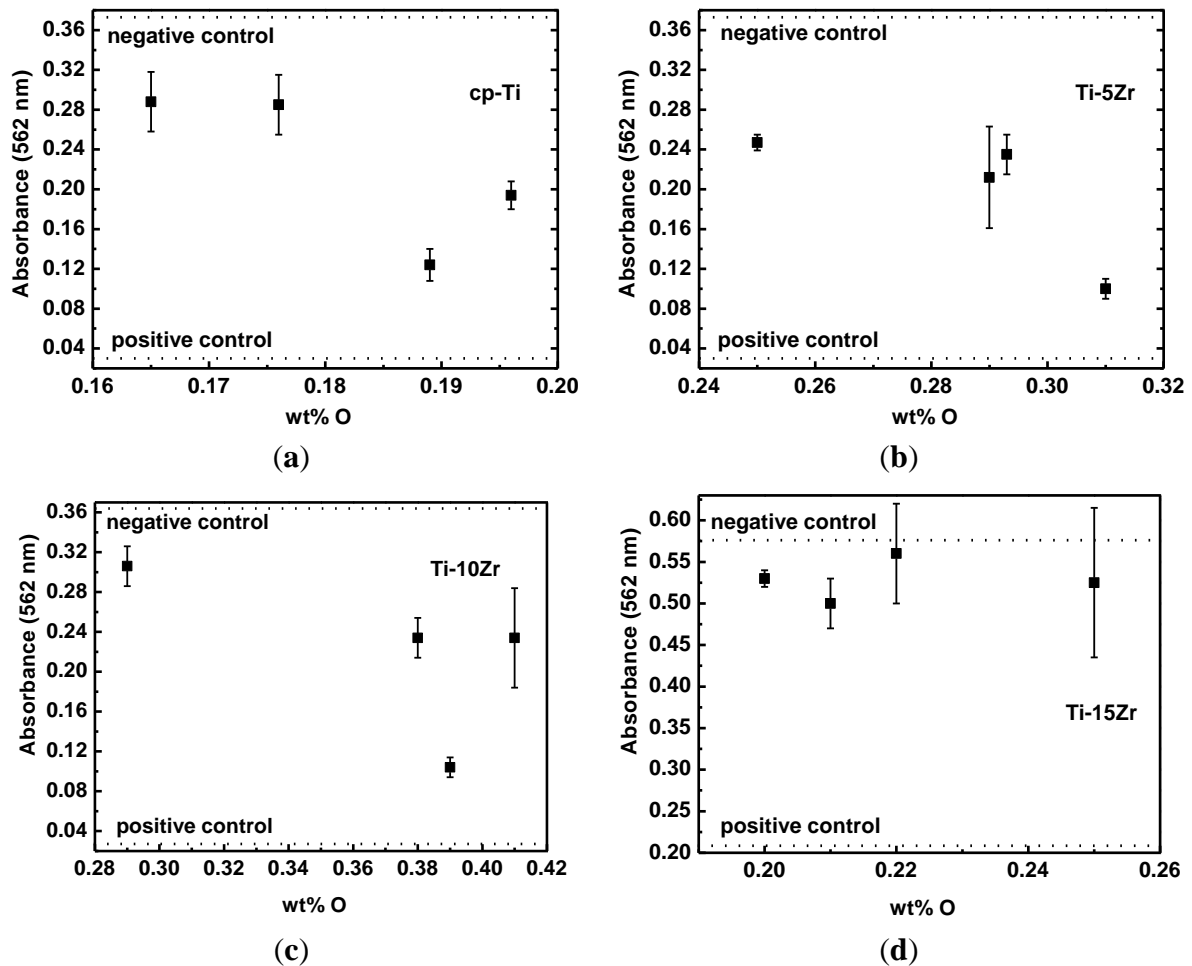 0.36
negative control
0.32
cp-Ti
0.28
0.24
0.20
0.16
0.12
0.08
positive control
0.04
0.16 0.17 0.18 0.19 0.20
Absorbance (562 nm)
wt% O
(a)
0.36
negative control
0.32
Ti-5Zr
0.28
0.24
0.20
0.16
0.12
0.08
positive control
0.04
0.24 0.26 0.28 0.30 0.32
Absorbance (562 nm)
wt% O
(b)
0.36
negative control
0.32
Ti-10Zr
0.28
0.24
0.20
0.16
0.12
0.08
0.04
positive control
0.28 0.30 0.32 0.34 0.36 0.38 0.40 0.42
Absorbance (562 nm)
wt% O
(c)
0.60
negative control
0.55
0.50
0.45
0.40
Ti-15Zr
0.35
0.30
0.25
positive control
0.20
0.20 0.22 0.24 0.26
Absorbance (562 nm)
wt% O
(d)